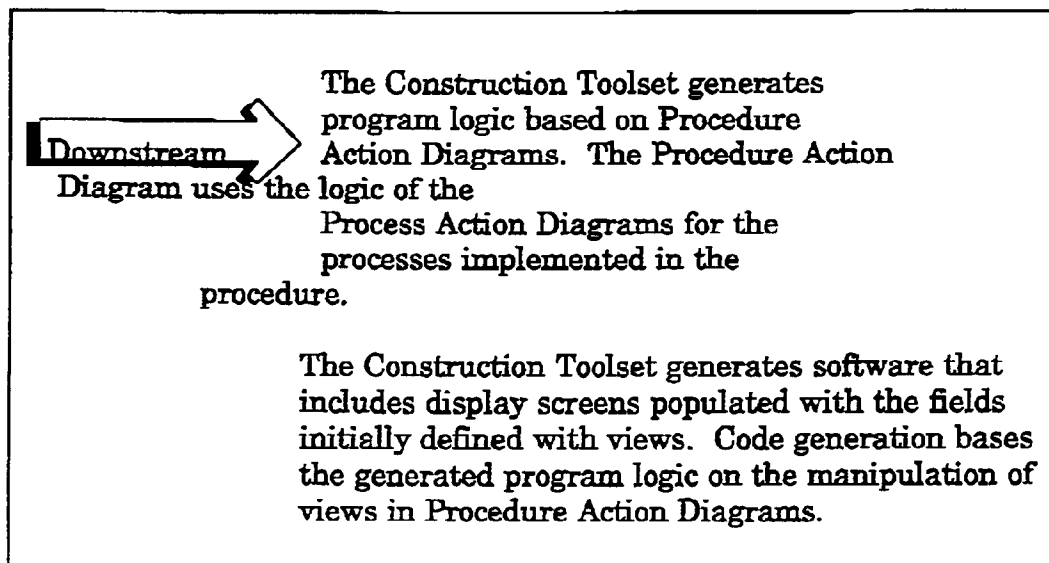 The Construction Toolset generates
program logic based on Procedure
Downstream Action Diagrams. The Procedure Action
Diagram uses the logic of the
Process Action Diagrams for the
processes implemented in the
procedure.
The Construction Toolset generates software that
includes display screens populated with the fields
initially defined with views. Code generation bases
the generated program logic on the manipulation of
views in Procedure Action Diagrams.